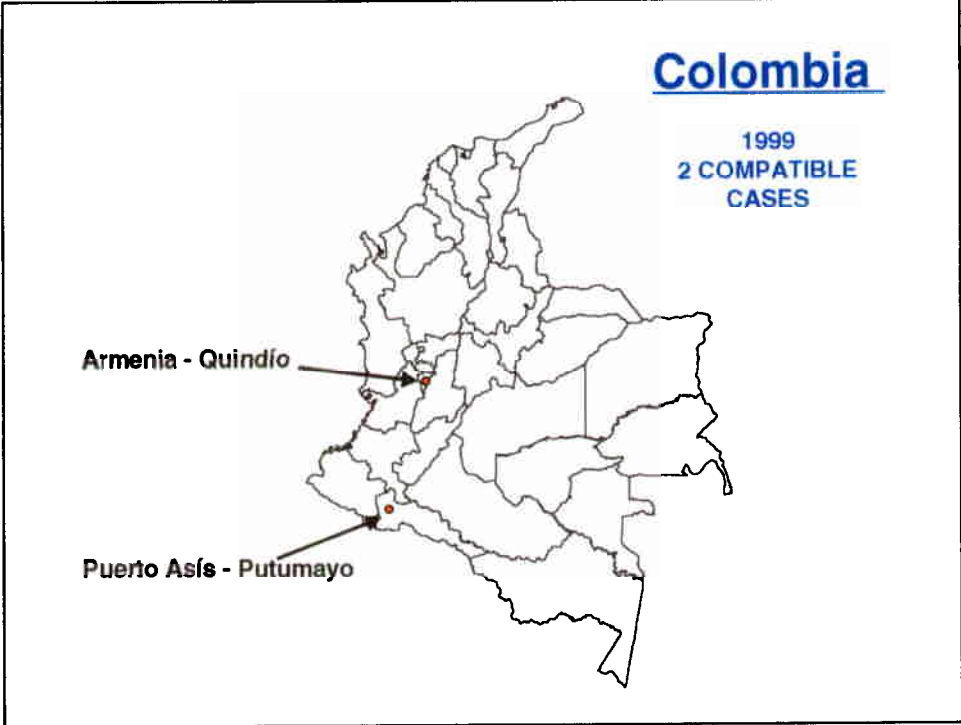 Colombia
1999
2 COMPATIBLE
CASES
Armenia - Quindío
Puerto Asís - Putumayo